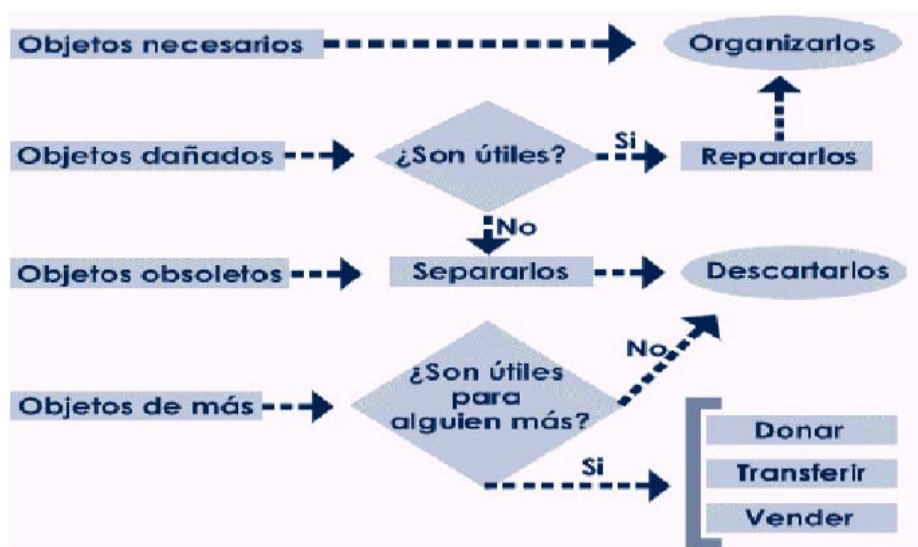 Objetos necesarios
Organizarlos
Objetos dañados
¿Son útiles?
Si
Repararlos
No
Objetos obsoletos
Separarlos
Descartarlos
Objetos de más
¿Son útiles
para
alguien más?
No
Si
Donar
Transferir
Vender